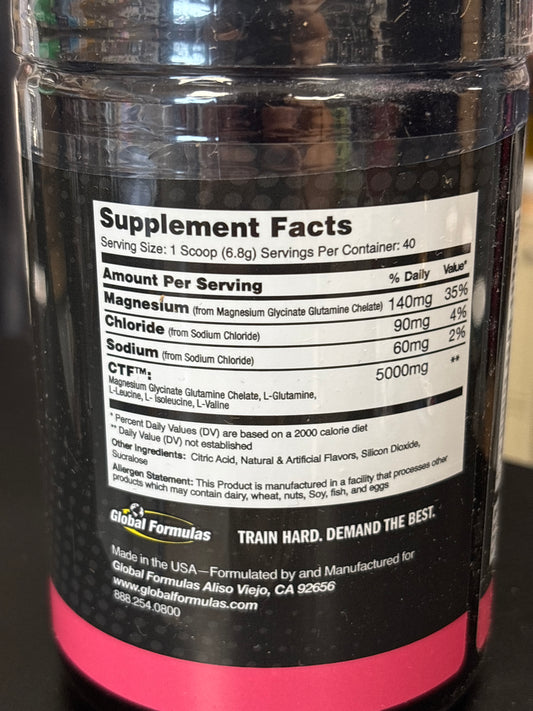 Supplement Facts
Serving Size: 1 Scoop (6.8g) Servings Per Container: 40
Amount Per Serving % Daily Value*
Magnesium (from Magnesium Glycinate Glutamine Chelate) 140mg 35%
Chloride (from Sodium Chloride) 90mg 4%
Sodium (from Sodium Chloride) 60mg 2%
CTF™: 5000mg **
Magnesium Glycinate Glutamine Chelate, L-Glutamine,
L-Leucine, L- Isoleucine, L-Valine
* Percent Daily Values (DV) are based on a 2000 calorie diet
** Daily Value (DV) not established
Other Ingredients: Citric Acid, Natural & Artificial Flavors, Silicon Dioxide,
Sucralose
Allergen Statement: This Product is manufactured in a facility that processes other
products which may contain dairy, wheat, nuts, Soy, fish, and eggs
Global Formulas TRAIN HARD. DEMAND THE BEST.
Made in the USA—Formulated by and Manufactured for
Global Formulas Aliso Viejo, CA 92656
www.globalformulas.com
888.254.0800